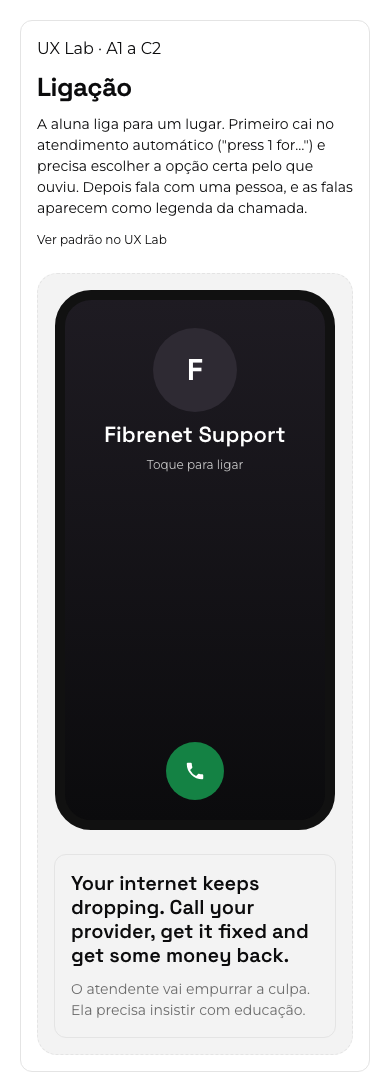 UX Lab · A1 a C2
Ligação
A aluna liga para um lugar. Primeiro cai no
atendimento automático ("press 1 for…") e
precisa escolher a opção certa pelo que
ouviu. Depois fala com uma pessoa, e as falas
aparecem como legenda da chamada.
Ver padrão no UX Lab
F
Fibrenet Support
Toque para ligar
Your internet keeps
dropping. Call your
provider, get it fixed and
get some money back.
O atendente vai empurrar a culpa.
Ela precisa insistir com educação.